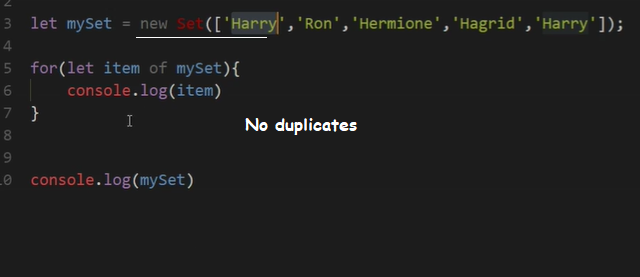 3 let mySet = new Set(['Harry','Ron','Hermione','Hagrid','Harry']);
4
5 for(let item of mySet){
6 console.log(item)
7 }
No duplicates
8
9
10 console.log(mySet)